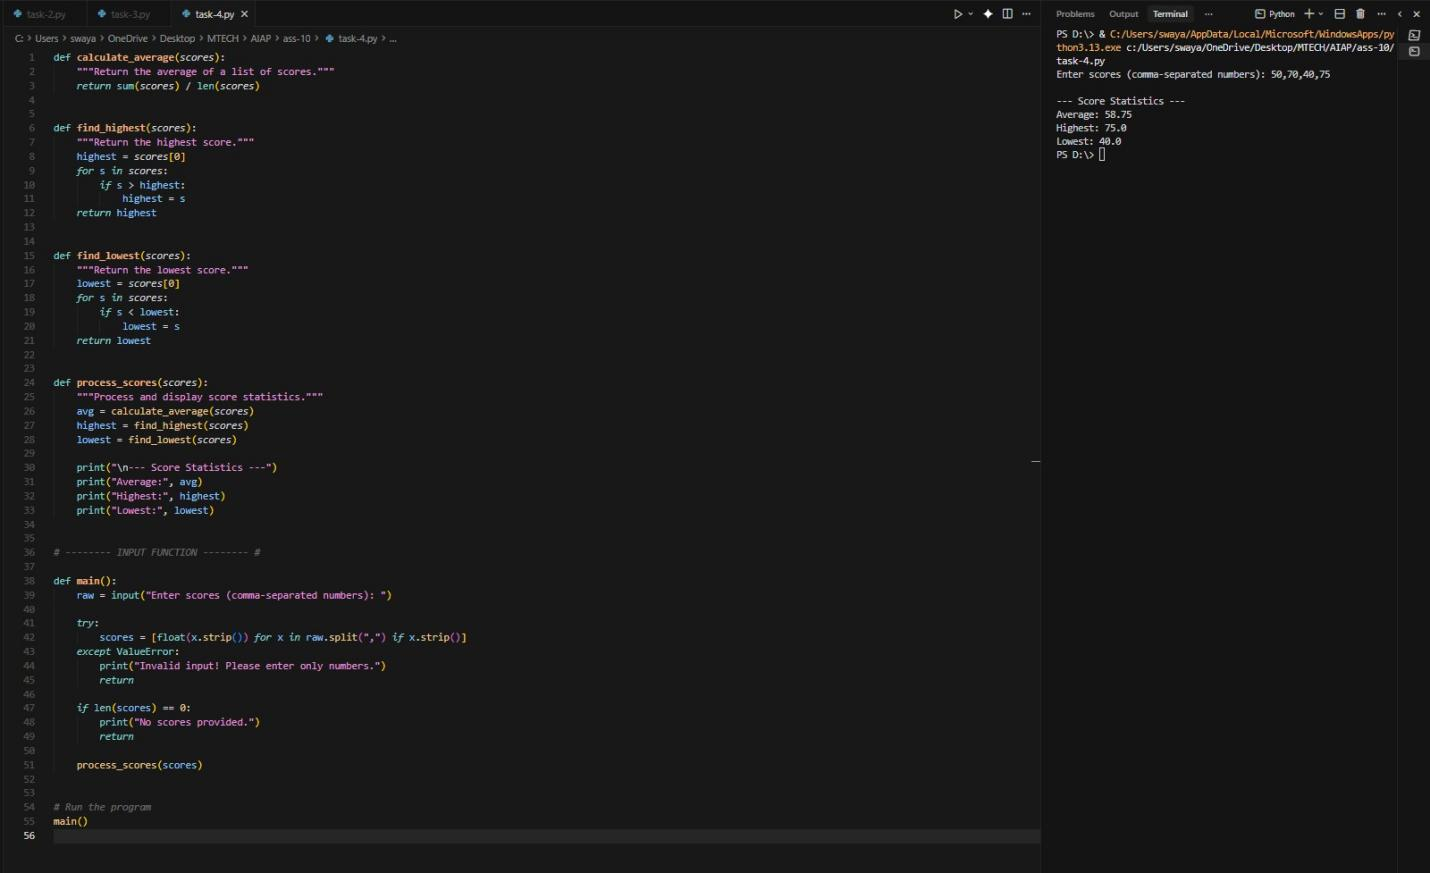 task-2.py task-3.py task-4.py
C: > Users > swaya > OneDrive > Desktop > MTECH > AIAP > ass-10 > task-4.py > ...
1 def calculate_average(scores):
2     """Return the average of a list of scores."""
3     return sum(scores) / len(scores)
4
5
6 def find_highest(scores):
7     """Return the highest score."""
8     highest = scores[0]
9     for s in scores:
10         if s > highest:
11             highest = s
12     return highest
13
14
15 def find_lowest(scores):
16     """Return the lowest score."""
17     lowest = scores[0]
18     for s in scores:
19         if s < lowest:
20             lowest = s
21     return lowest
22
23
24 def process_scores(scores):
25     """Process and display score statistics."""
26     avg = calculate_average(scores)
27     highest = find_highest(scores)
28     lowest = find_lowest(scores)
29
30     print("\n--- Score Statistics ---")
31     print("Average:", avg)
32     print("Highest:", highest)
33     print("Lowest:", lowest)
34
35
36 # -------- INPUT FUNCTION -------- #
37
38 def main():
39     raw = input("Enter scores (comma-separated numbers): ")
40
41     try:
42         scores = [float(x.strip()) for x in raw.split(",") if x.strip()]
43     except ValueError:
44         print("Invalid input! Please enter only numbers.")
45         return
46
47     if len(scores) == 0:
48         print("No scores provided.")
49         return
50
51     process_scores(scores)
52
53
54 # Run the program
55 main()
56
Problems Output Terminal ... Python
PS D:\> & C:/Users/swaya/AppData/Local/Microsoft/WindowsApps/py
thon3.13.exe c:/Users/swaya/OneDrive/Desktop/MTECH/AIAP/ass-10/
task-4.py
Enter scores (comma-separated numbers): 50,70,40,75

--- Score Statistics ---
Average: 58.75
Highest: 75.0
Lowest: 40.0
PS D:\>